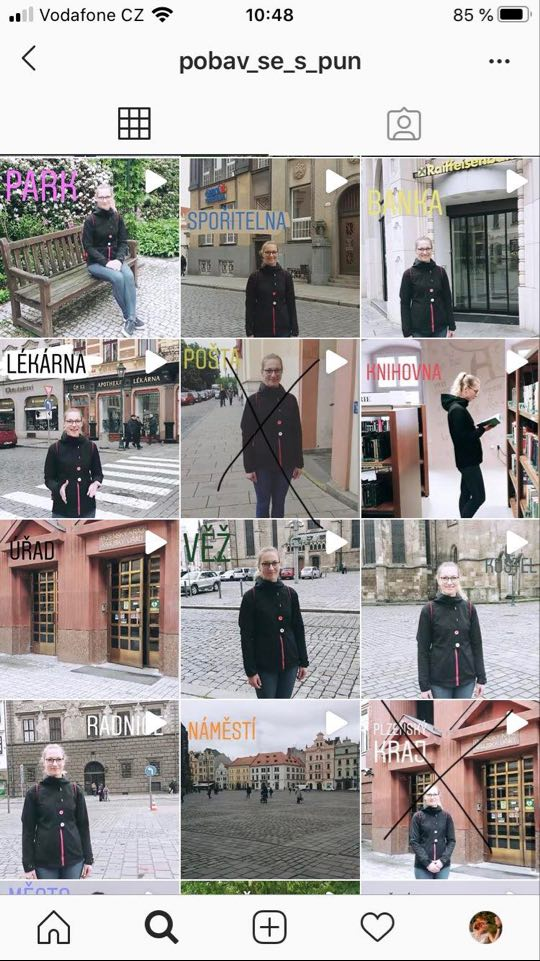 Vodafone CZ
10:48
85 %
pobav_se_s_pun
PARK
SPOŘITELNA
Raiffeisenbank
BANKA
LÉKÁRNA
LÉKÁRNA
POŠTA
KNIHOVNA
ÚŘAD
VĚŽ
KOSTEL
RADNICE
NÁMĚSTÍ
PLZEŇSKÝ
KRAJ
MĚSTO